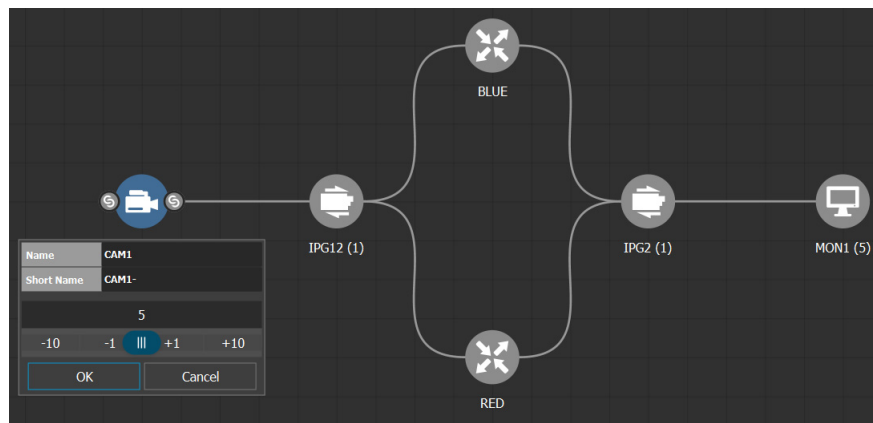 BLUE
IPG12 (1)
IPG2 (1)
MON1 (5)
Name CAM1
Short Name CAM1-
5
-10 -1 +1 +10
OK Cancel
RED